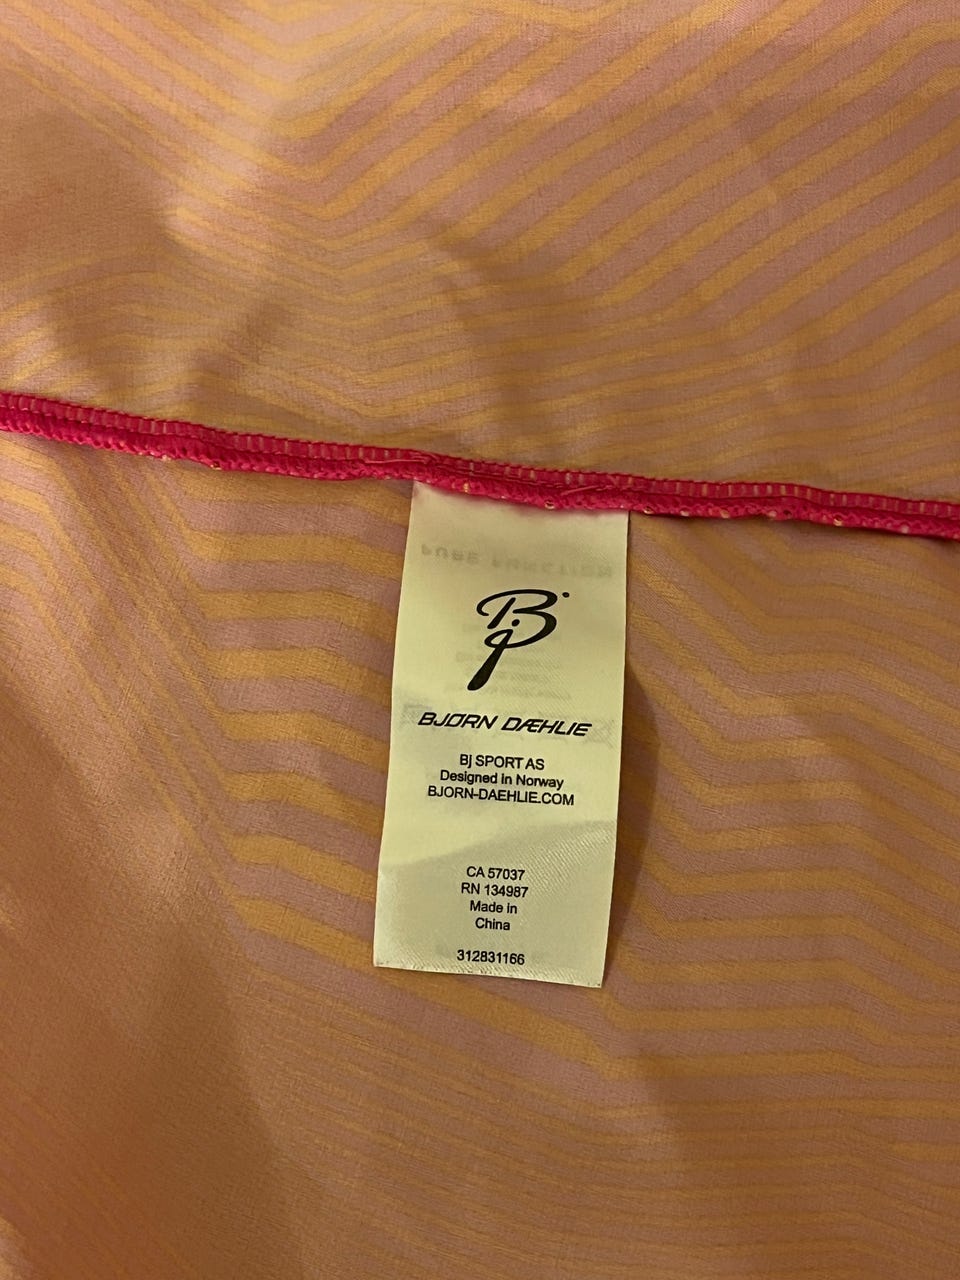 BJ
BJORN DÆHLIE
Bj SPORT AS
Designed in Norway
BJORN-DAEHLIE.COM
CA 57037
RN 134987
Made in
China
312831166